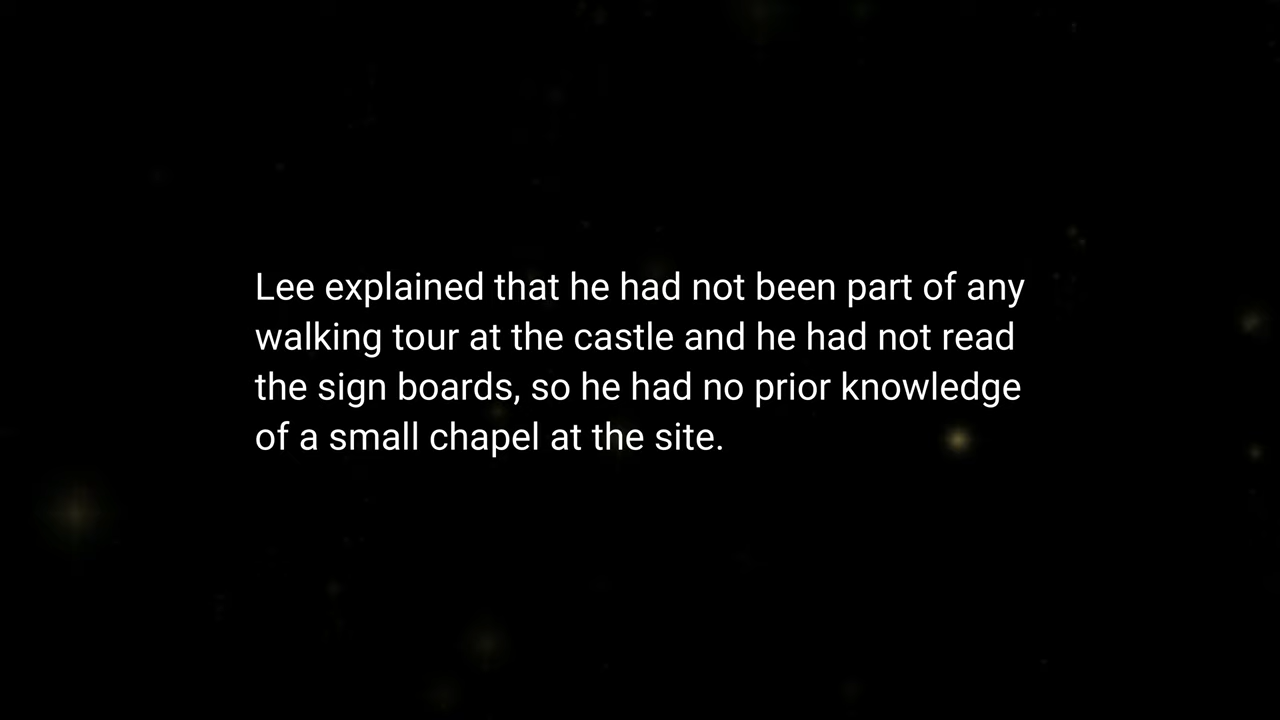 Lee explained that he had not been part of any
walking tour at the castle and he had not read
the sign boards, so he had no prior knowledge
of a small chapel at the site.